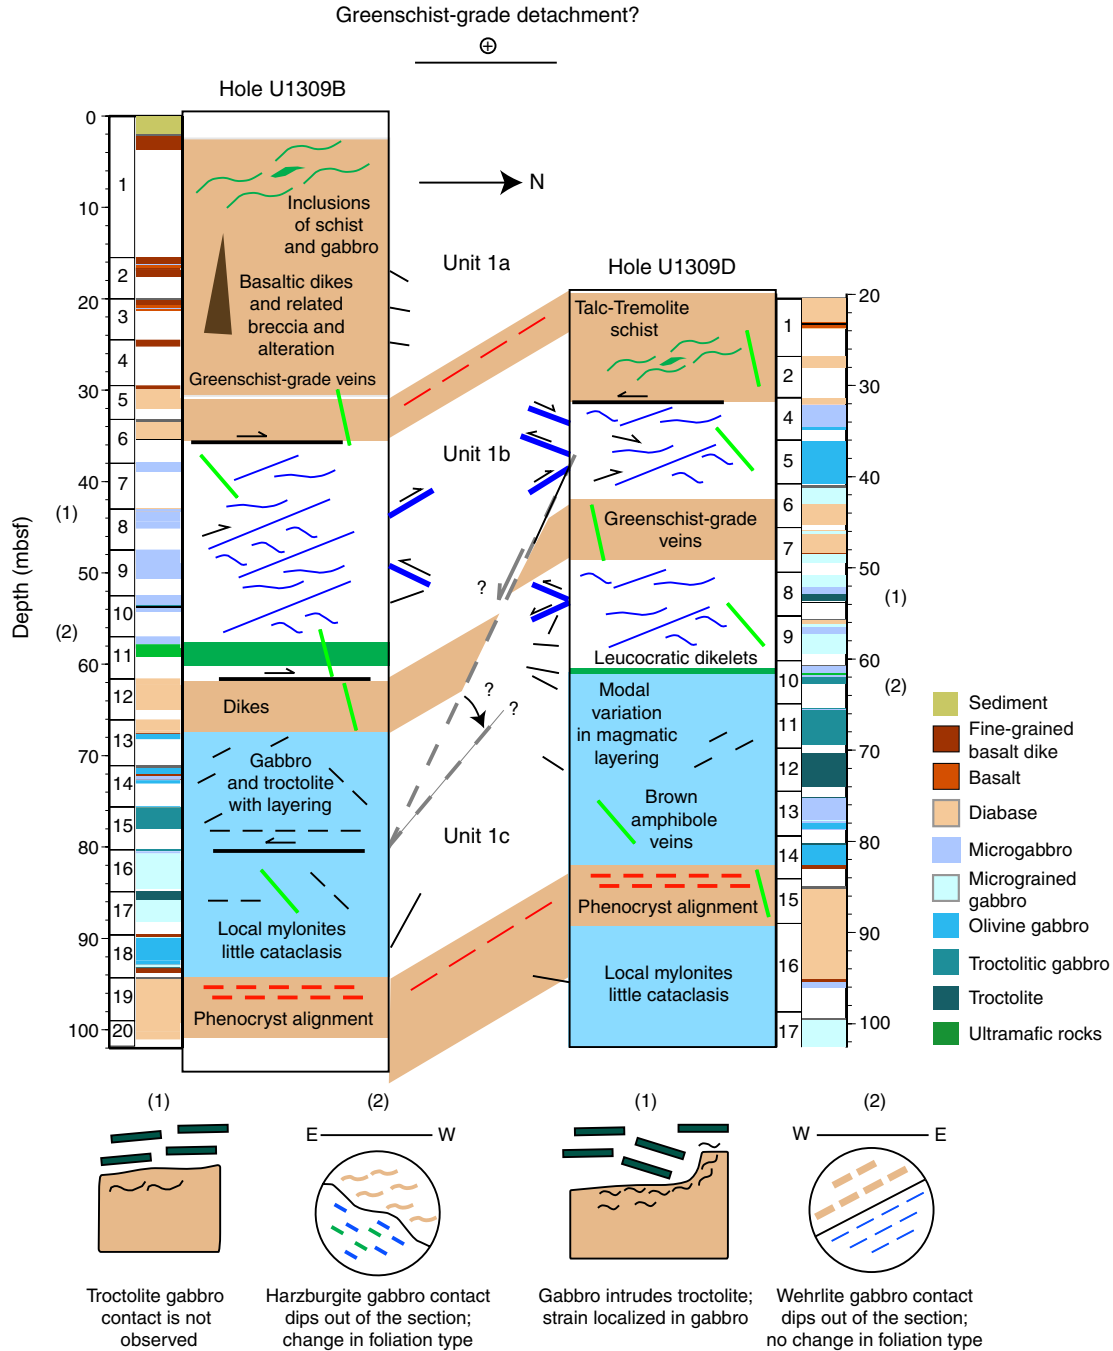 Greenschist-grade detachment?
Hole U1309B
N
Hole U1309D
Depth (mbsf)
0
10
20
30
40
50
60
70
80
90
100
(1)
(2)
1
2
3
4
5
6
7
8
9
10
11
12
13
14
15
16
17
18
19
20
Inclusions
of schist
and gabbro
Basaltic dikes
and related
breccia and
alteration
Greenschist-grade veins
Dikes
Gabbro
and troctolite
with layering
Local mylonites
little cataclasis
Phenocryst alignment
Unit 1a
Unit 1b
?
?
?
Unit 1c
Talc-Tremolite
schist
Greenschist-grade
veins
Leucocratic dikelets
Modal
variation
in magmatic
layering
Brown
amphibole
veins
Phenocryst alignment
Local mylonites
little cataclasis
1
2
4
5
6
7
8
9
10
11
12
13
14
15
16
17
20
30
40
50
60
70
80
90
100
(1)
(2)
Sediment
Fine-grained
basalt dike
Basalt
Diabase
Microgabbro
Micrograined
gabbro
Olivine gabbro
Troctolitic gabbro
Troctolite
Ultramafic rocks
(1)
Troctolite gabbro
contact is not
observed
(2)
E W
Harzburgite gabbro contact
dips out of the section;
change in foliation type
(1)
Gabbro intrudes troctolite;
strain localized in gabbro
(2)
W E
Wehrlite gabbro contact
dips out of the section;
no change in foliation type